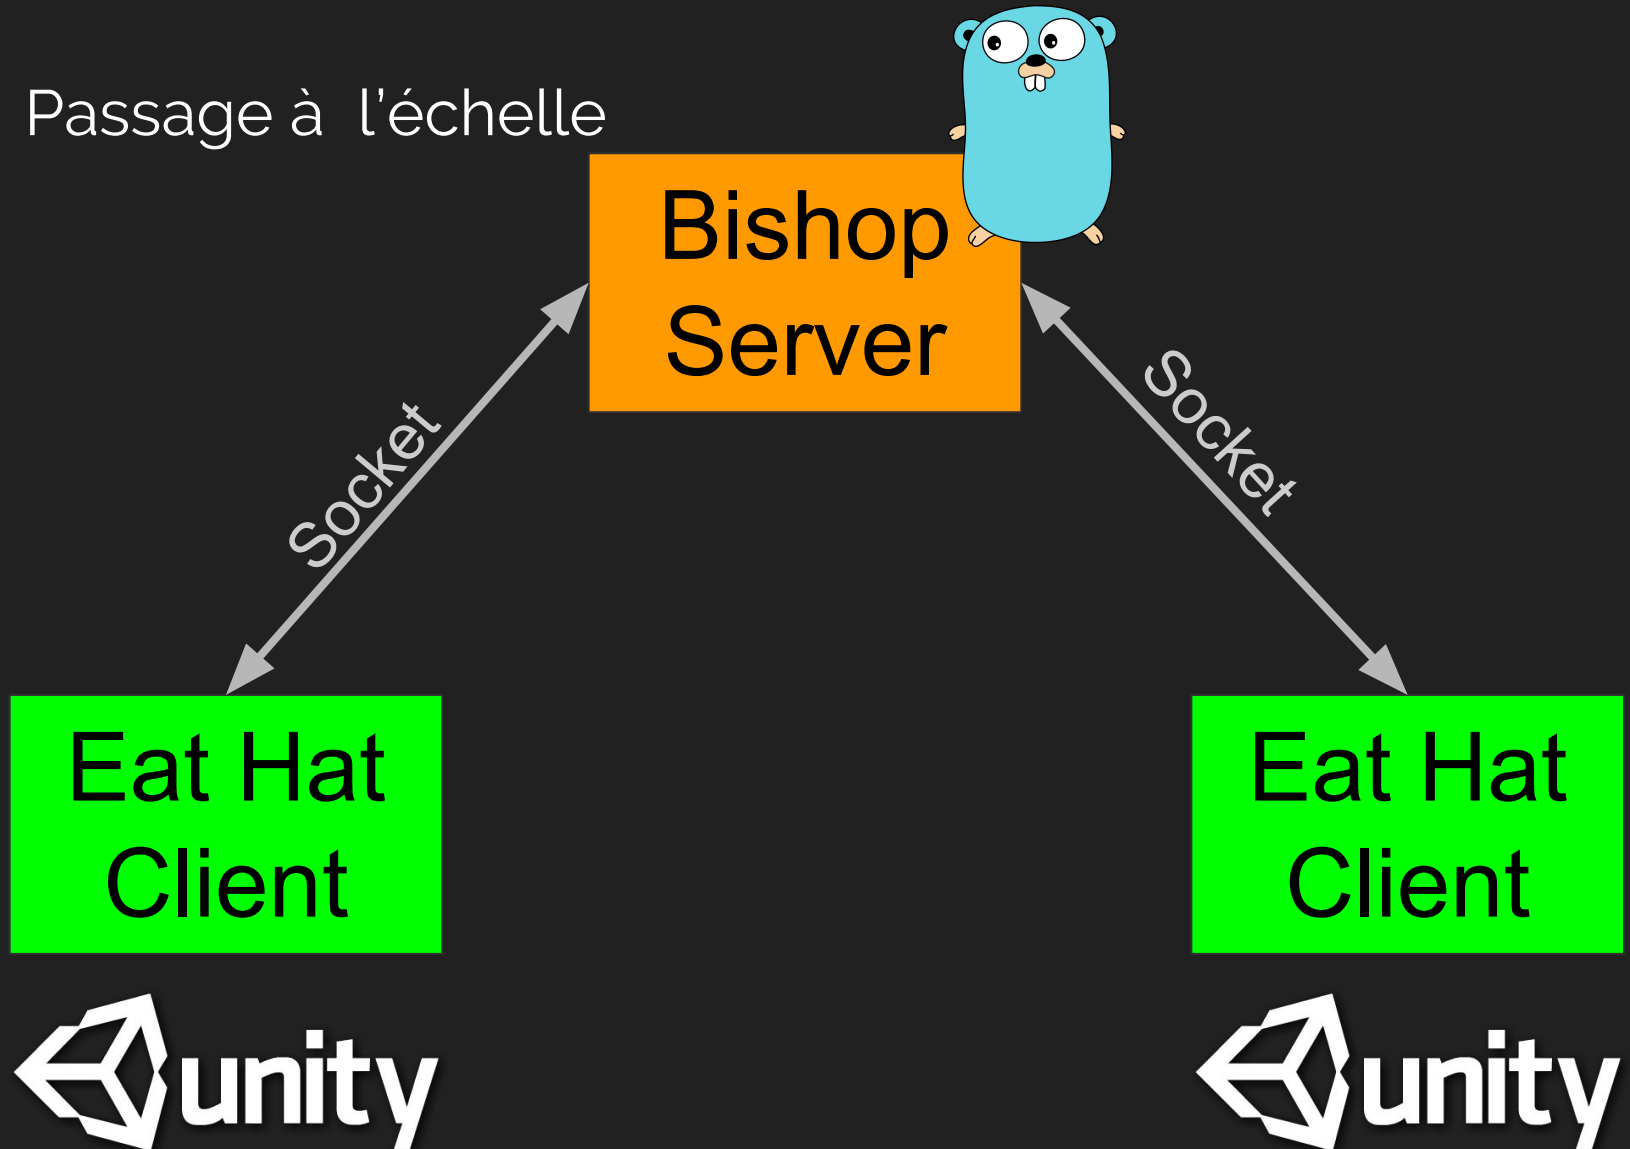 Passage à l'échelle
Bishop
Server
Socket
Socket
Eat Hat
Client
Eat Hat
Client
unity
unity